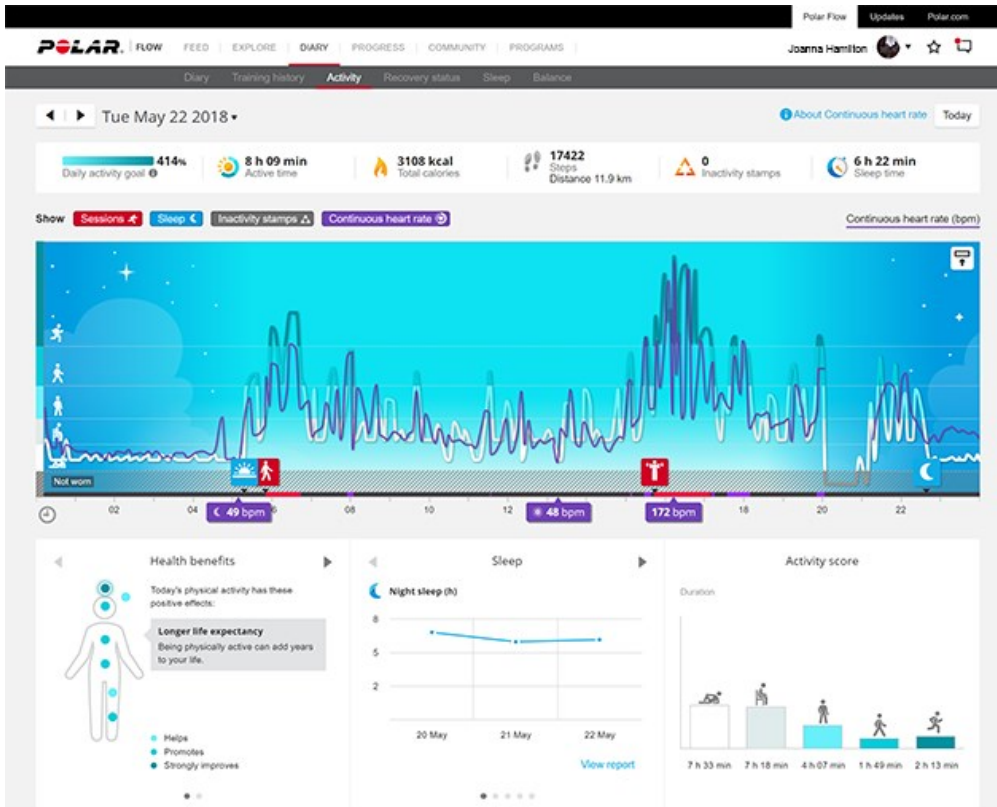 Polar Flow Updates Polar.com
POLAR. FLOW FEED EXPLORE DIARY PROGRESS COMMUNITY PROGRAMS Joanna Hamilton
Diary Training history Activity Recovery status Sleep Balance
Tue May 22 2018 About Continuous heart rate Today
414%
Daily activity goal
8 h 09 min
Active time
3108 kcal
Total calories
17422
Steps
Distance 11.9 km
0
Inactivity stamps
6 h 22 min
Sleep time
Show Sessions Sleep Inactivity stamps Continuous heart rate Continuous heart rate (bpm)
Not worn
02 04 06 08 10 12 18 20 22
49 bpm 48 bpm 172 bpm
Health benefits
Today's physical activity has these
positive effects:
Longer life expectancy
Being physically active can add years
to your life.
Helps
Promotes
Strongly improves
Sleep
Night sleep (h)
8
5
2
20 May 21 May 22 May
View report
Activity score
Duration
7 h 33 min 7 h 18 min 4 h 07 min 1 h 49 min 2 h 13 min